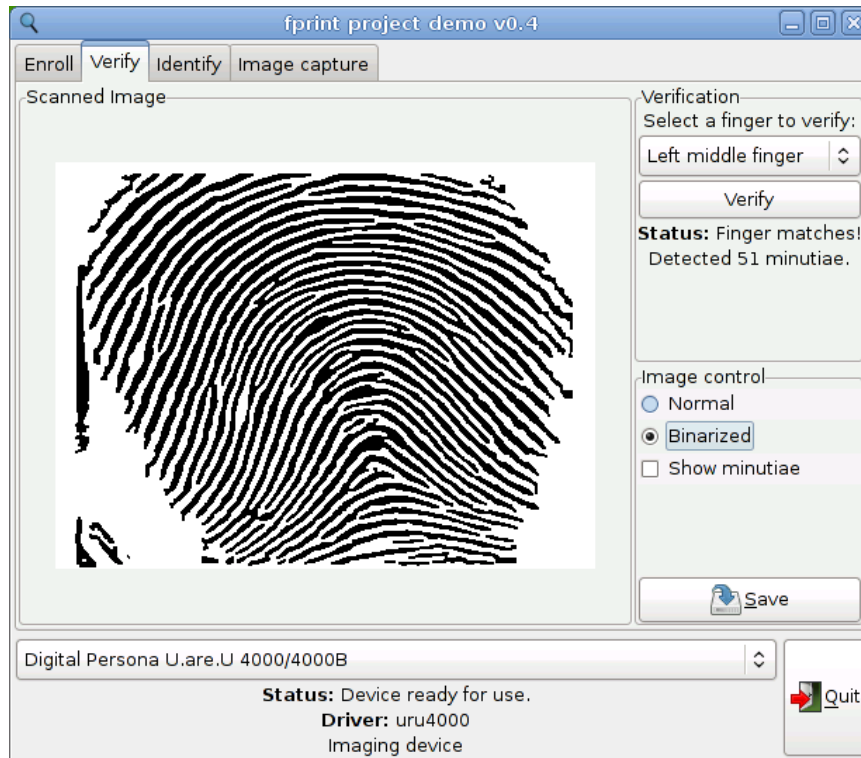 fprint project demo v0.4
Enroll Verify Identify Image capture
Scanned Image
Verification
Select a finger to verify:
Left middle finger
Verify
Status: Finger matches!
Detected 51 minutiae.
Image control
Normal
Binarized
Show minutiae
Save
Digital Persona U.are.U 4000/4000B
Status: Device ready for use.
Driver: uru4000
Imaging device
Quit